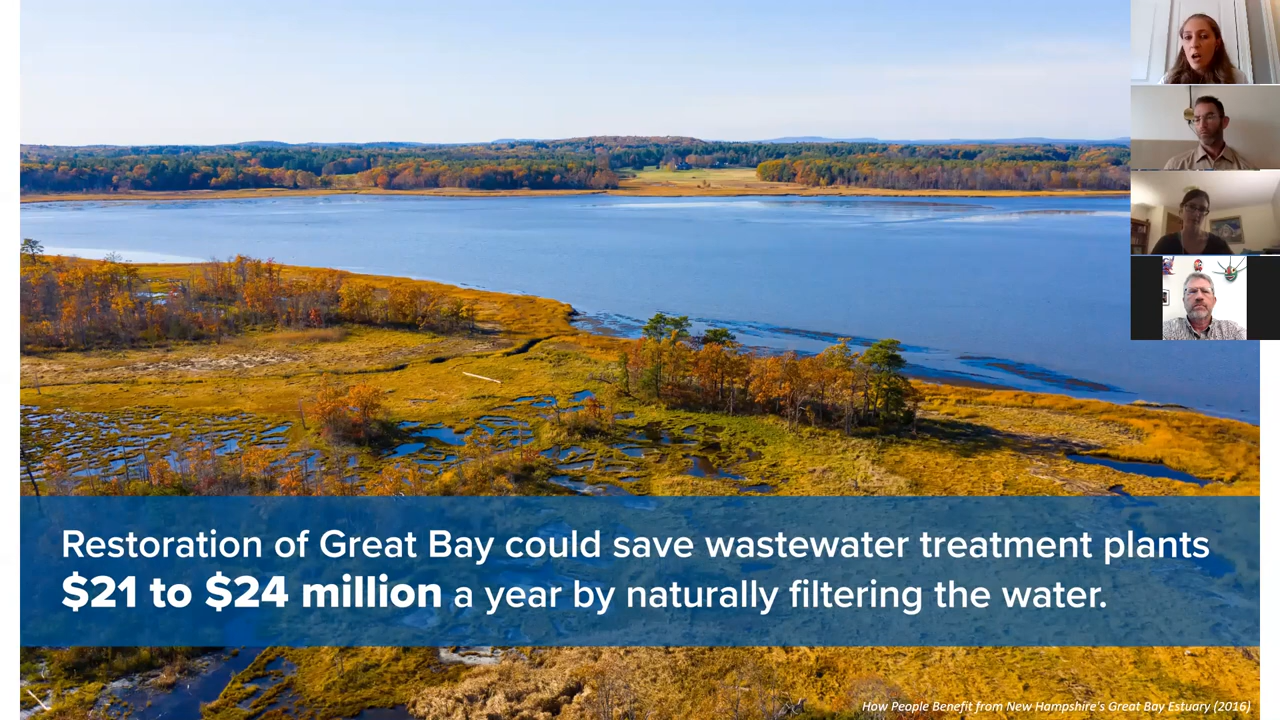 Restoration of Great Bay could save wastewater treatment plants
$21 to $24 million a year by naturally filtering the water.
How People Benefit from New Hampshire's Great Bay Estuary (2016)